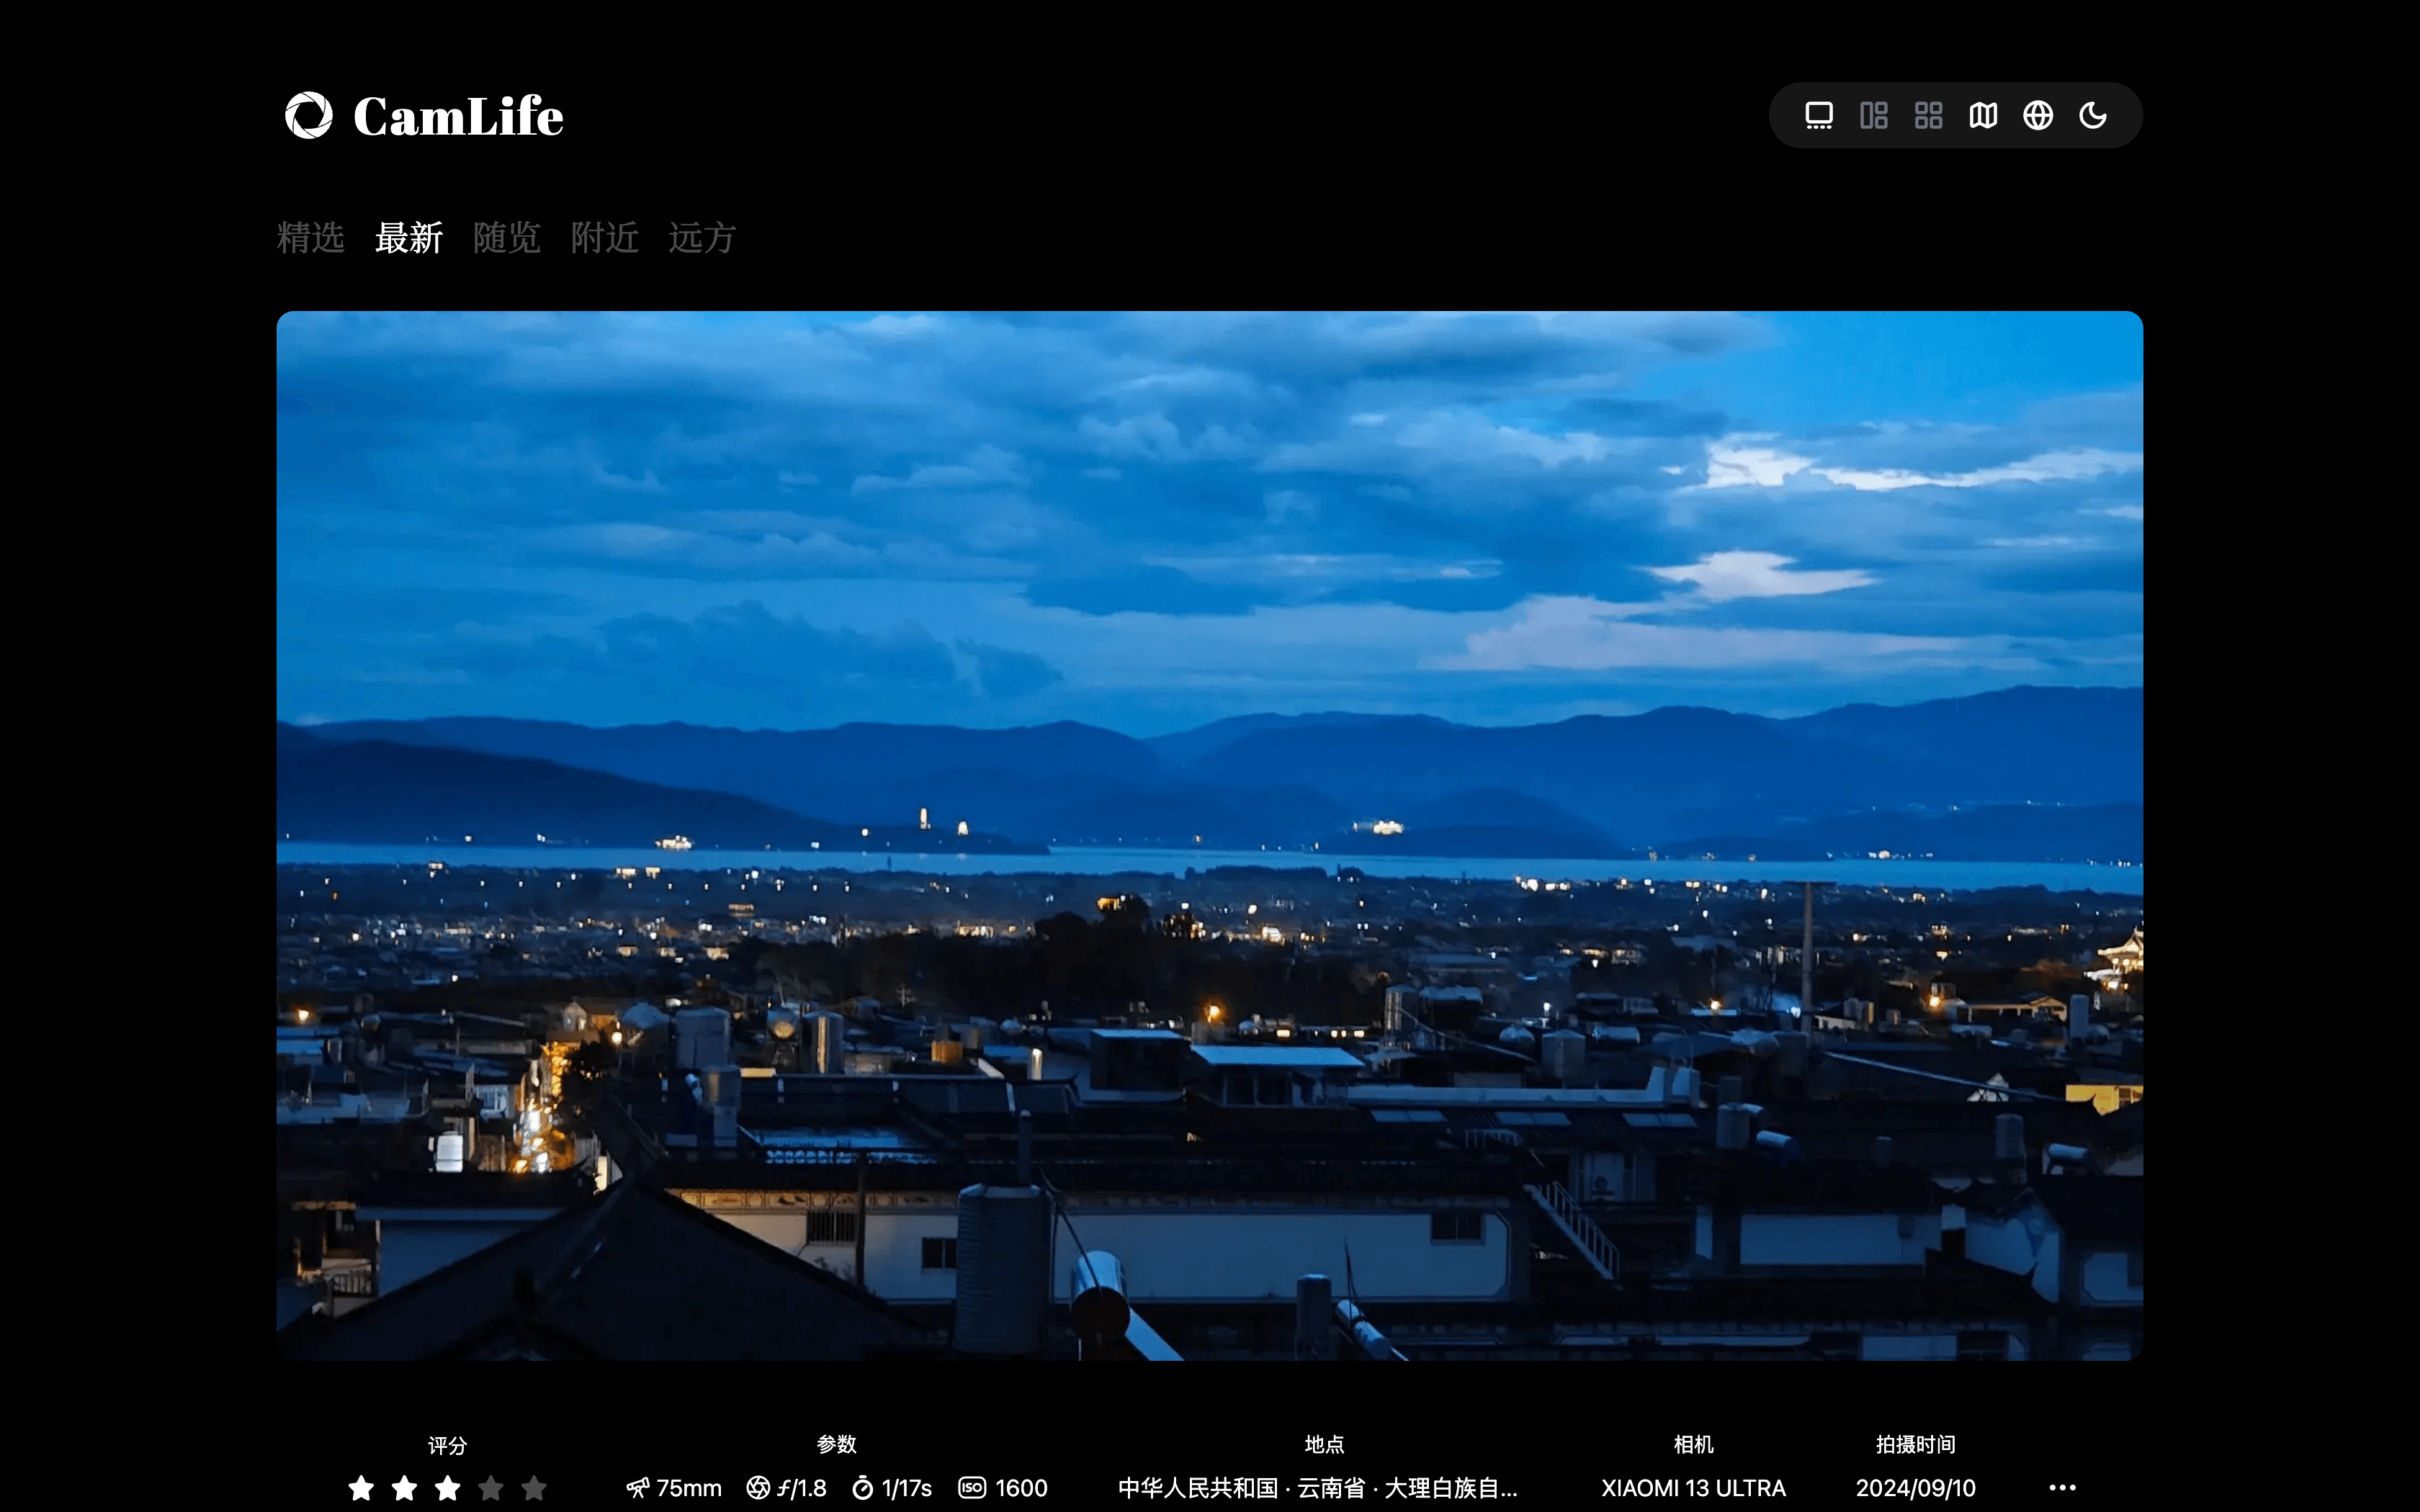 CamLife
精选 最新 随览 附近 远方
评分 参数 地点 相机 拍摄时间
75mm ƒ/1.8 1/17s ISO 1600 中华人民共和国 · 云南省 · 大理白族自... XIAOMI 13 ULTRA 2024/09/10